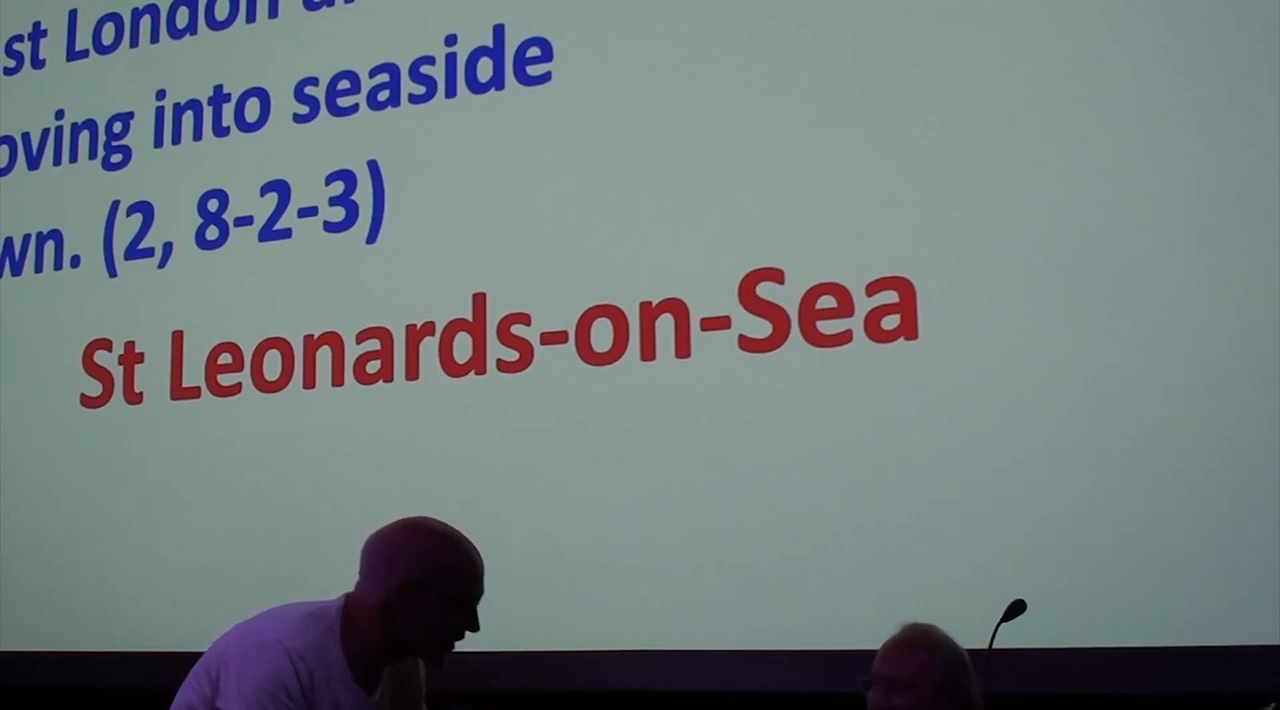 st London
oving into seaside
wn. (2, 8-2-3)
St Leonards-on-Sea